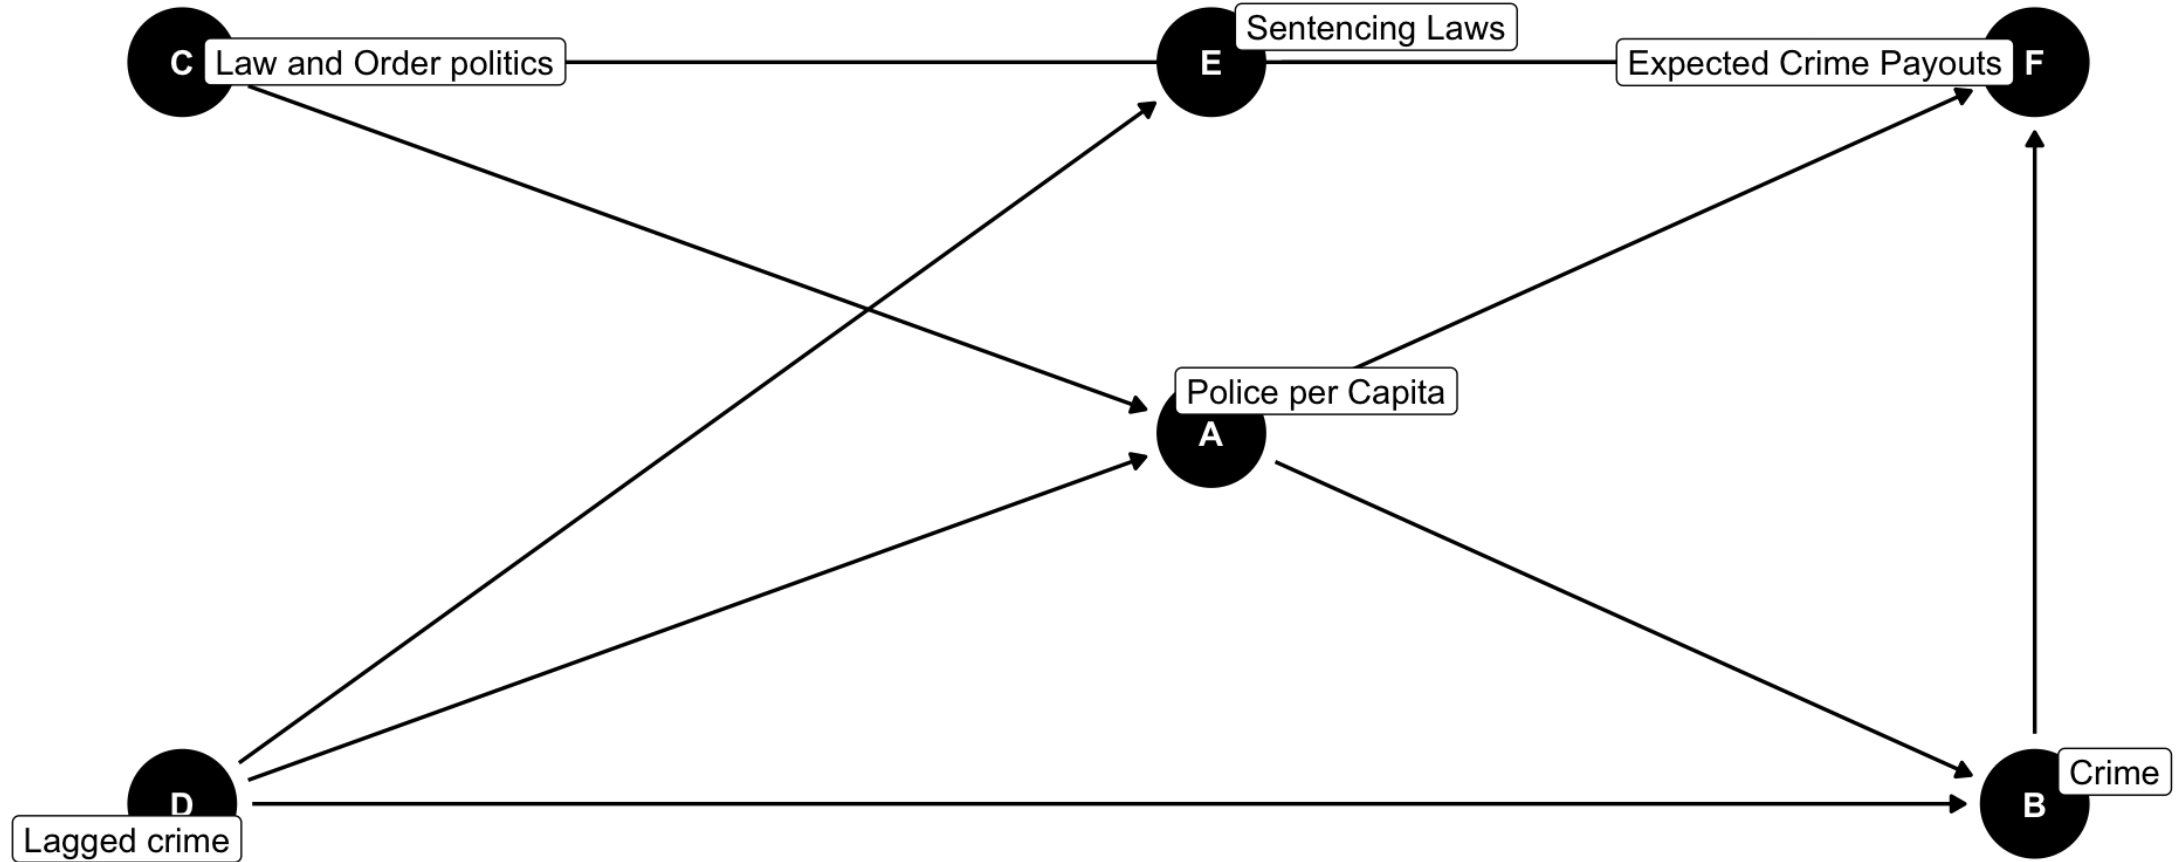 C
Law and Order politics
E
Sentencing Laws
Expected Crime Payouts
F
Police per Capita
A
D
Lagged crime
B
Crime